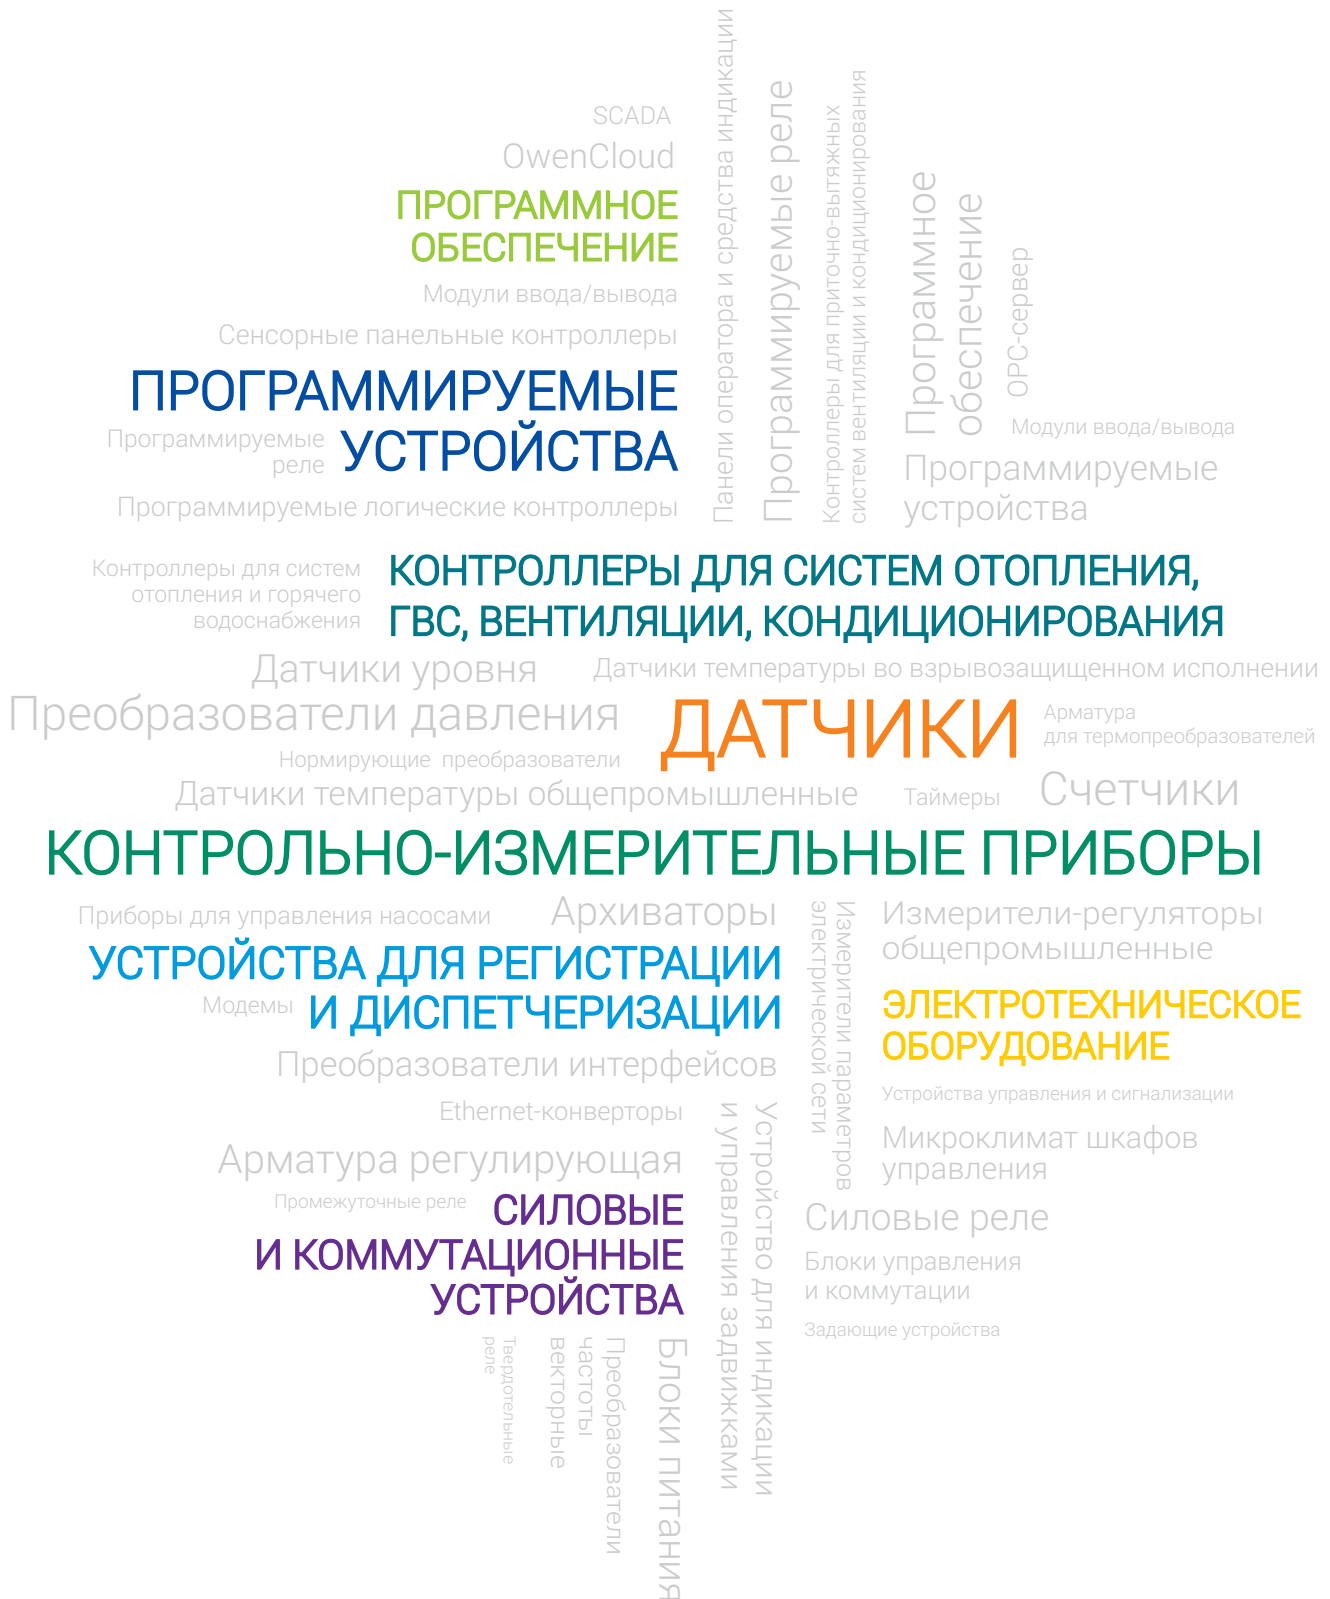 SCADA
OwenCloud
ПРОГРАММНОЕ
ОБЕСПЕЧЕНИЕ
Модули ввода/вывода
Сенсорные панельные контроллеры
ПРОГРАММИРУЕМЫЕ
УСТРОЙСТВА
Программируемые
реле
Программируемые логические контроллеры
Панели оператора и средства индикации
Программируемые реле
Контроллеры для приточно-вытяжных
систем вентиляции и кондиционирования
Программное
обеспечение
OPC-сервер
Модули ввода/вывода
Программируемые
устройства
Контроллеры для систем
отопления и горячего
водоснабжения
КОНТРОЛЛЕРЫ ДЛЯ СИСТЕМ ОТОПЛЕНИЯ,
ГВС, ВЕНТИЛЯЦИИ, КОНДИЦИОНИРОВАНИЯ
Датчики уровня
Датчики температуры во взрывозащищенном исполнении
Преобразователи давления
ДАТЧИКИ
Арматура
для термопреобразователей
Нормирующие преобразователи
Датчики температуры общепромышленные
Таймеры
Счетчики
КОНТРОЛЬНО-ИЗМЕРИТЕЛЬНЫЕ ПРИБОРЫ
Приборы для управления насосами
Архиваторы
УСТРОЙСТВА ДЛЯ РЕГИСТРАЦИИ
И ДИСПЕТЧЕРИЗАЦИИ
Модемы
Преобразователи интерфейсов
Измерители параметров
электрической сети
Измерители-регуляторы
общепромышленные
ЭЛЕКТРОТЕХНИЧЕСКОЕ
ОБОРУДОВАНИЕ
Устройства управления и сигнализации
Микроклимат шкафов
управления
Ethernet-конверторы
Арматура регулирующая
Промежуточные реле
СИЛОВЫЕ
И КОММУТАЦИОННЫЕ
УСТРОЙСТВА
Устройство для индикации
и управления задвижками
Силовые реле
Блоки управления
и коммутации
Задающие устройства
Твердотельные
реле
Преобразователи
частоты
векторные
Блоки питания